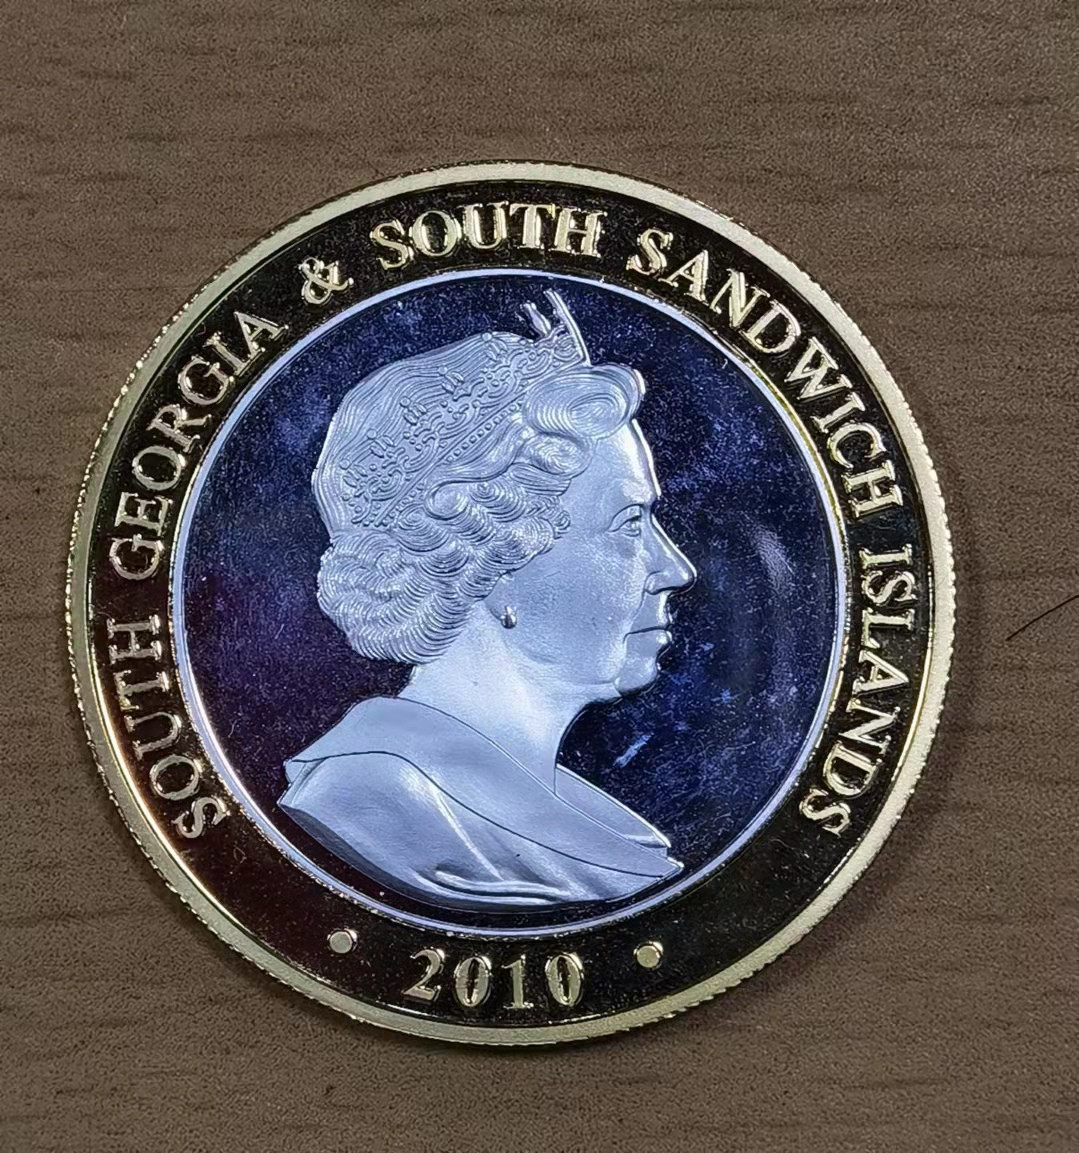 SOUTH GEORGIA & SOUTH SANDWICH ISLANDS
• 2010 •